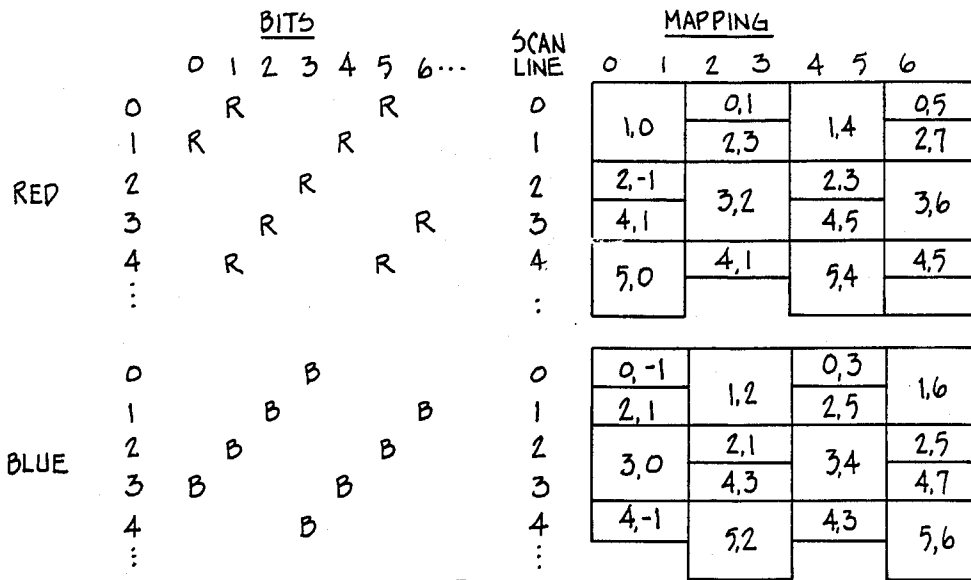 BITS SCAN LINE MAPPING
0 1 2 3 4 5 6... 0 1 2 3 4 5 6
RED
0 R R 0 1,0 0,1 1,4 0,5
1 R R 1 2,3 2,7
2 R 2 2,-1 3,2 2,3 3,6
3 R R 3 4,1 4,5
4 R R 4 5,0 4,1 5,4 4,5
⋮ ⋮
BLUE
0 B 0 0,-1 1,2 0,3 1,6
1 B B 1 2,1 2,5
2 B B 2 3,0 2,1 3,4 2,5
3 B B 3 4,3 4,7
4 B 4 4,-1 5,2 4,3 5,6
⋮ ⋮